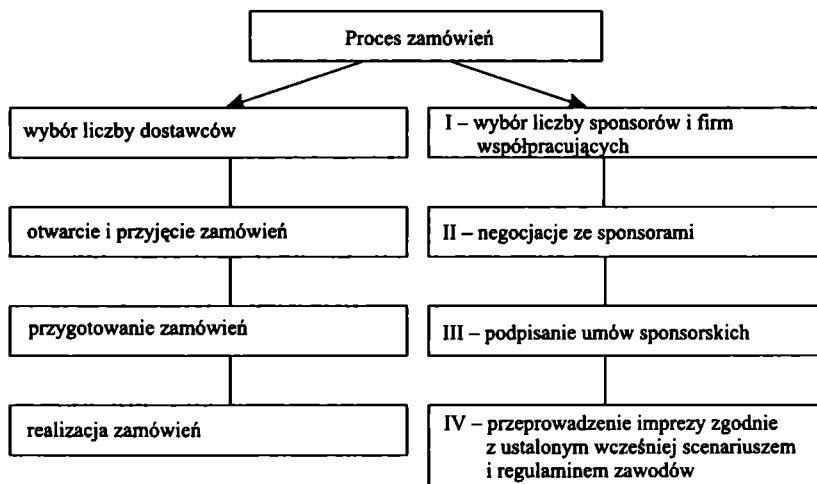 Proces zamówień
wybór liczby dostawców
otwarcie i przyjęcie zamówień
przygotowanie zamówień
realizacja zamówień
I – wybór liczby sponsorów i firm
współpracujących
II – negocjacje ze sponsorami
III – podpisanie umów sponsorskich
IV – przeprowadzenie imprezy zgodnie
z ustalonym wcześniej scenariuszem
i regulaminem zawodów